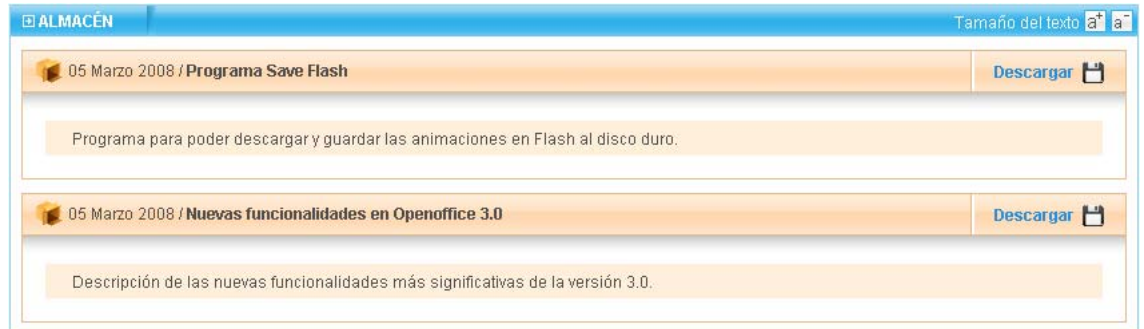 ALMACÉN
Tamaño del texto a+ a-
05 Marzo 2008 / Programa Save Flash
Descargar
Programa para poder descargar y guardar las animaciones en Flash al disco duro.
05 Marzo 2008 / Nuevas funcionalidades en Openoffice 3.0
Descargar
Descripción de las nuevas funcionalidades más significativas de la versión 3.0.